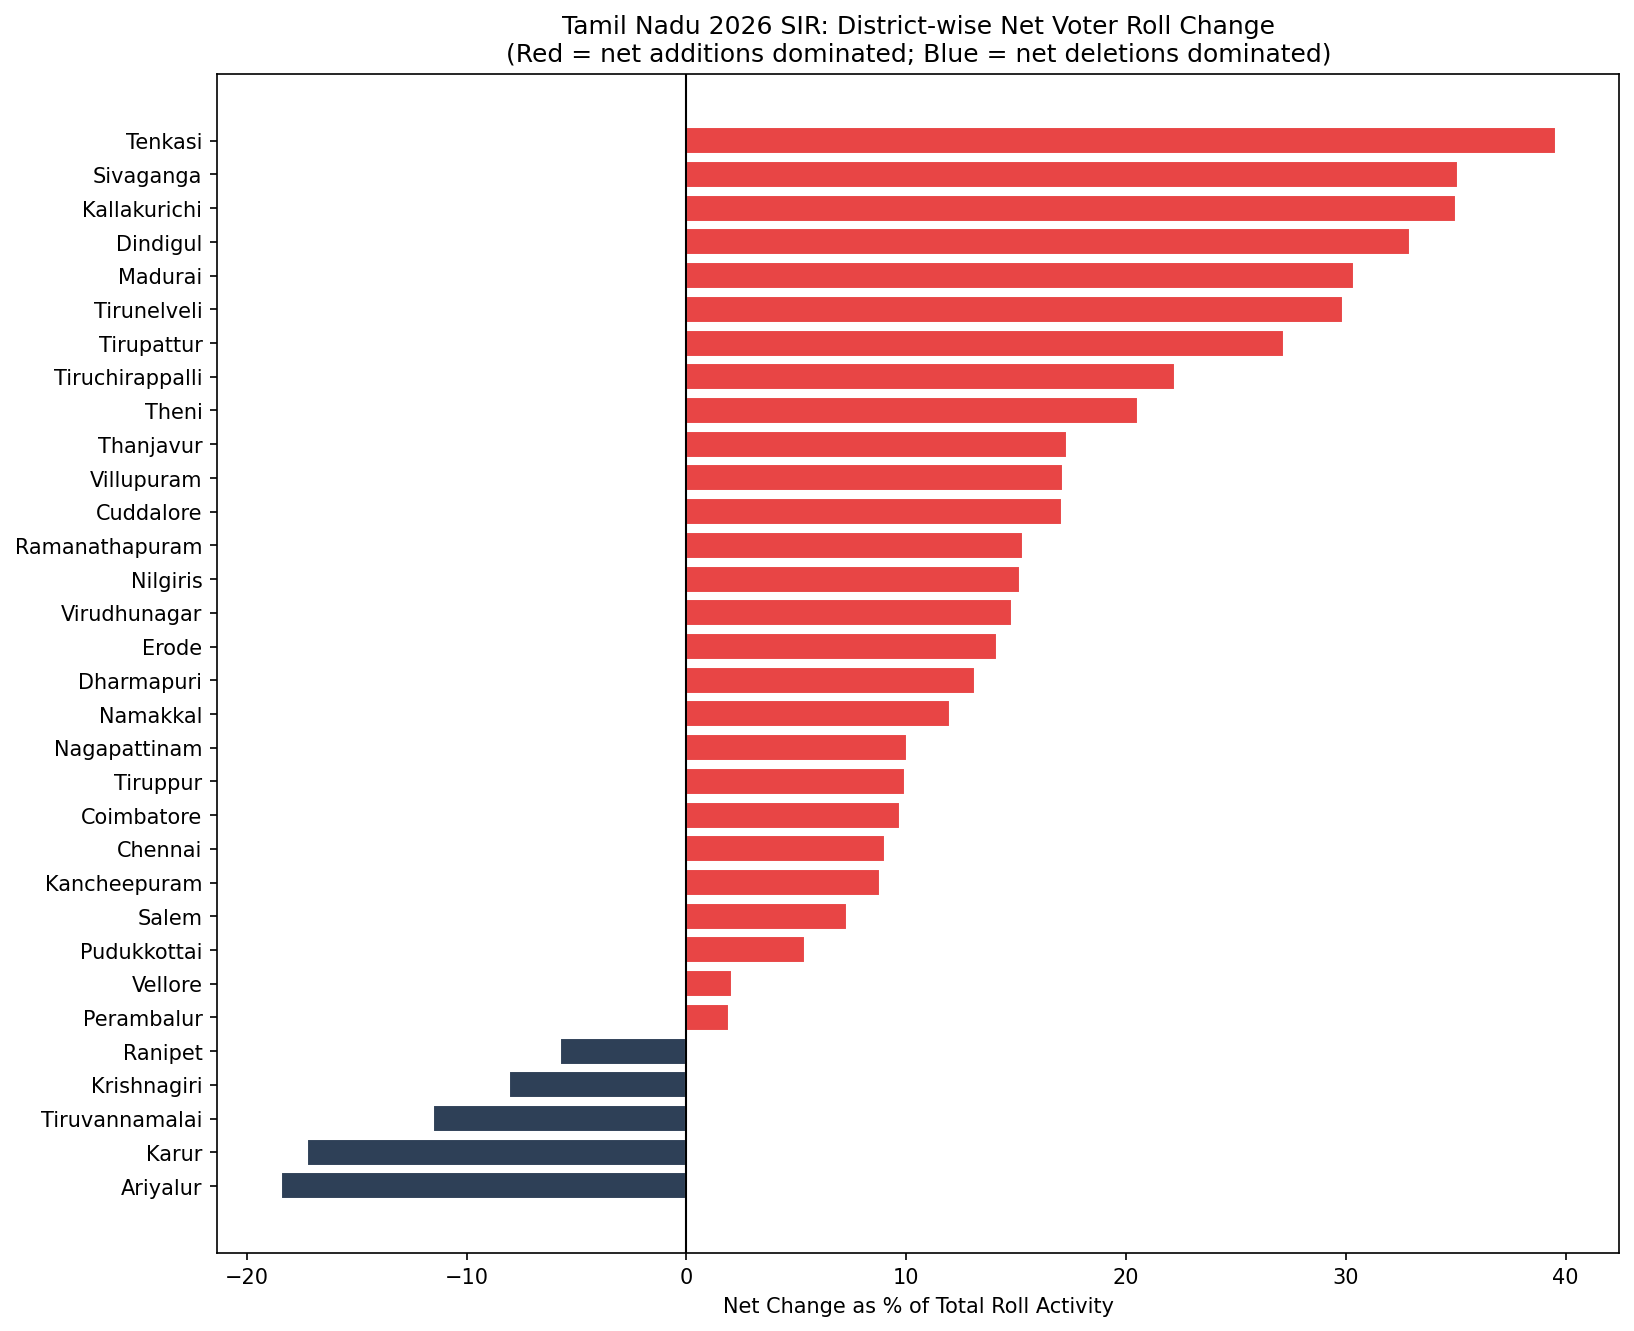 Tamil Nadu 2026 SIR: District-wise Net Voter Roll Change
(Red = net additions dominated; Blue = net deletions dominated)
Tenkasi
Sivaganga
Kallakurichi
Dindigul
Madurai
Tirunelveli
Tirupattur
Tiruchirappalli
Theni
Thanjavur
Villupuram
Cuddalore
Ramanathapuram
Nilgiris
Virudhunagar
Erode
Dharmapuri
Namakkal
Nagapattinam
Tiruppur
Coimbatore
Chennai
Kancheepuram
Salem
Pudukkottai
Vellore
Perambalur
Ranipet
Krishnagiri
Tiruvannamalai
Karur
Ariyalur
−20 −10 0 10 20 30 40
Net Change as % of Total Roll Activity